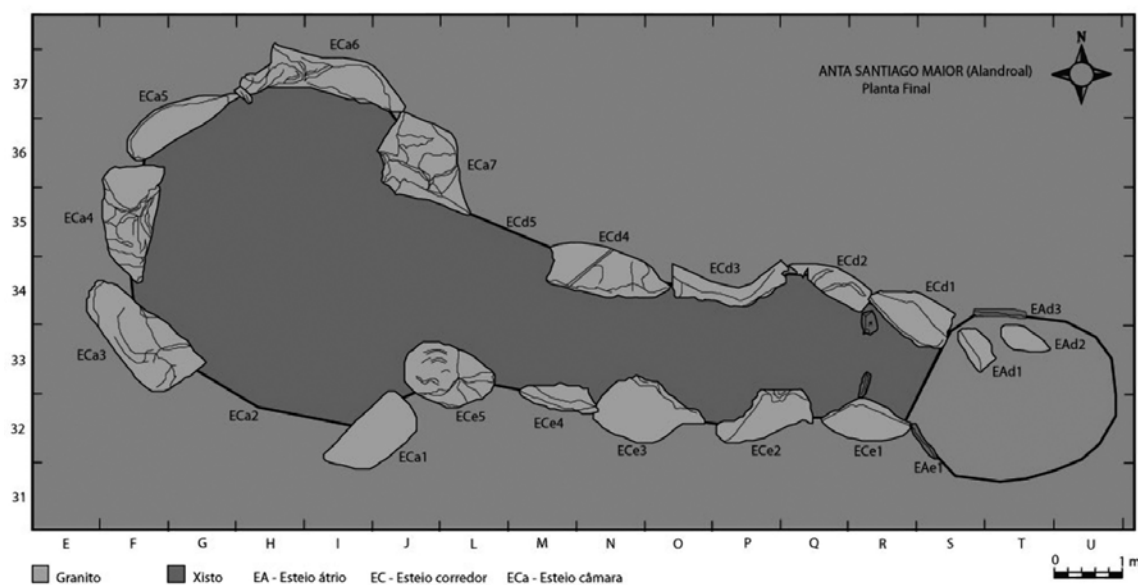 ANTA SANTIAGO MAIOR (Alandroal)
Planta Final
N
37
36
35
34
33
32
31
ECa6
ECa5
ECa7
ECa4
ECd5
ECd4
ECd3
ECd2
ECd1
EAd3
EAd2
EAd1
ECa3
ECa2
ECa1
ECe5
ECe4
ECe3
ECe2
ECe1
EAe1
E F G H I J L M N O P Q R S T U
Granito Xisto EA - Esteio átrio EC - Esteio corredor ECa - Esteio câmara
0 1 m